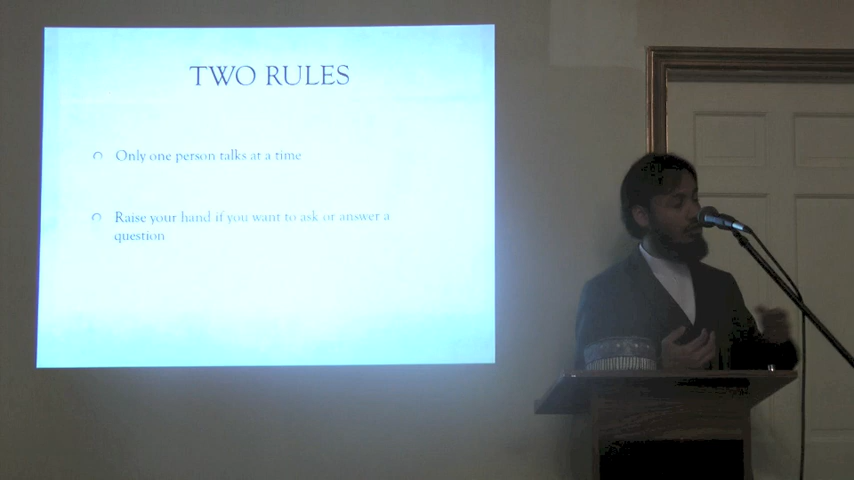 TWO RULES
Only one person talks at a time
Raise your hand if you want to ask or answer a
question